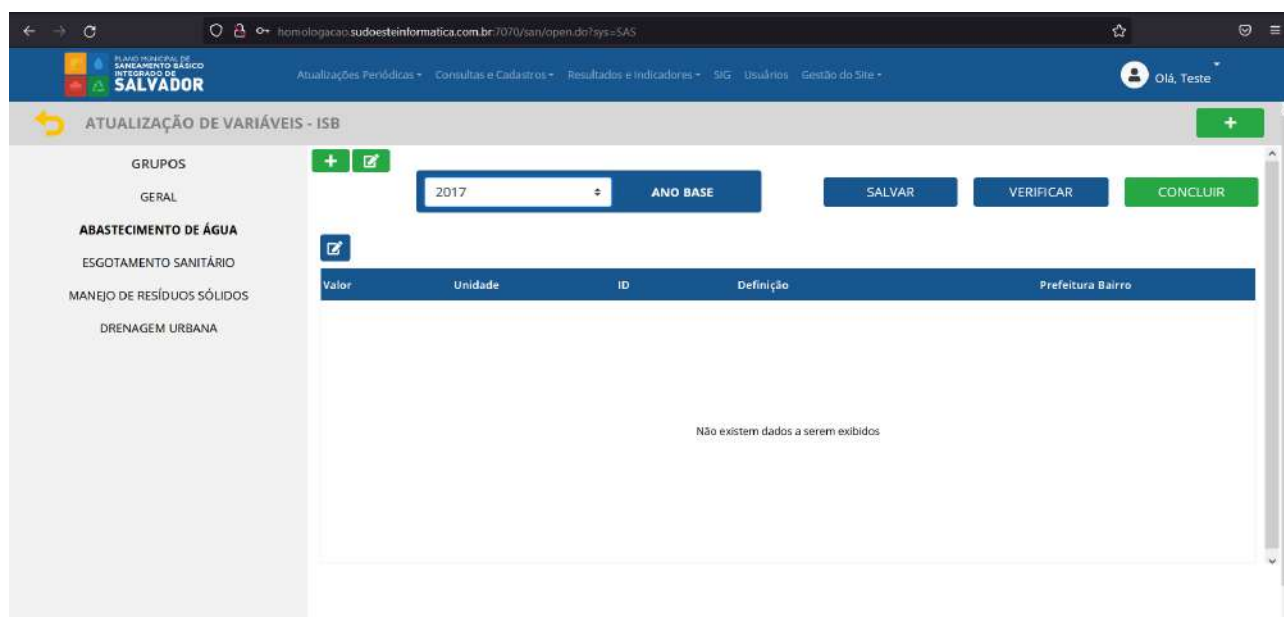 homologacao.sudoesteinformatica.com.br:7070/san/open.do?sys=SAS
PLANO MUNICIPAL DE
SANEAMENTO BÁSICO
INTEGRADO DE
SALVADOR
Atualizações Periódicas Consultas e Cadastros Resultados e Indicadores SIG Usuários Gestão do Site
Olá, Teste
ATUALIZAÇÃO DE VARIÁVEIS - ISB
+
GRUPOS
GERAL
ABASTECIMENTO DE ÁGUA
ESGOTAMENTO SANITÁRIO
MANEJO DE RESÍDUOS SÓLIDOS
DRENAGEM URBANA
+
2017 ANO BASE SALVAR VERIFICAR CONCLUIR
Valor Unidade ID Definição Prefeitura Bairro
Não existem dados a serem exibidos